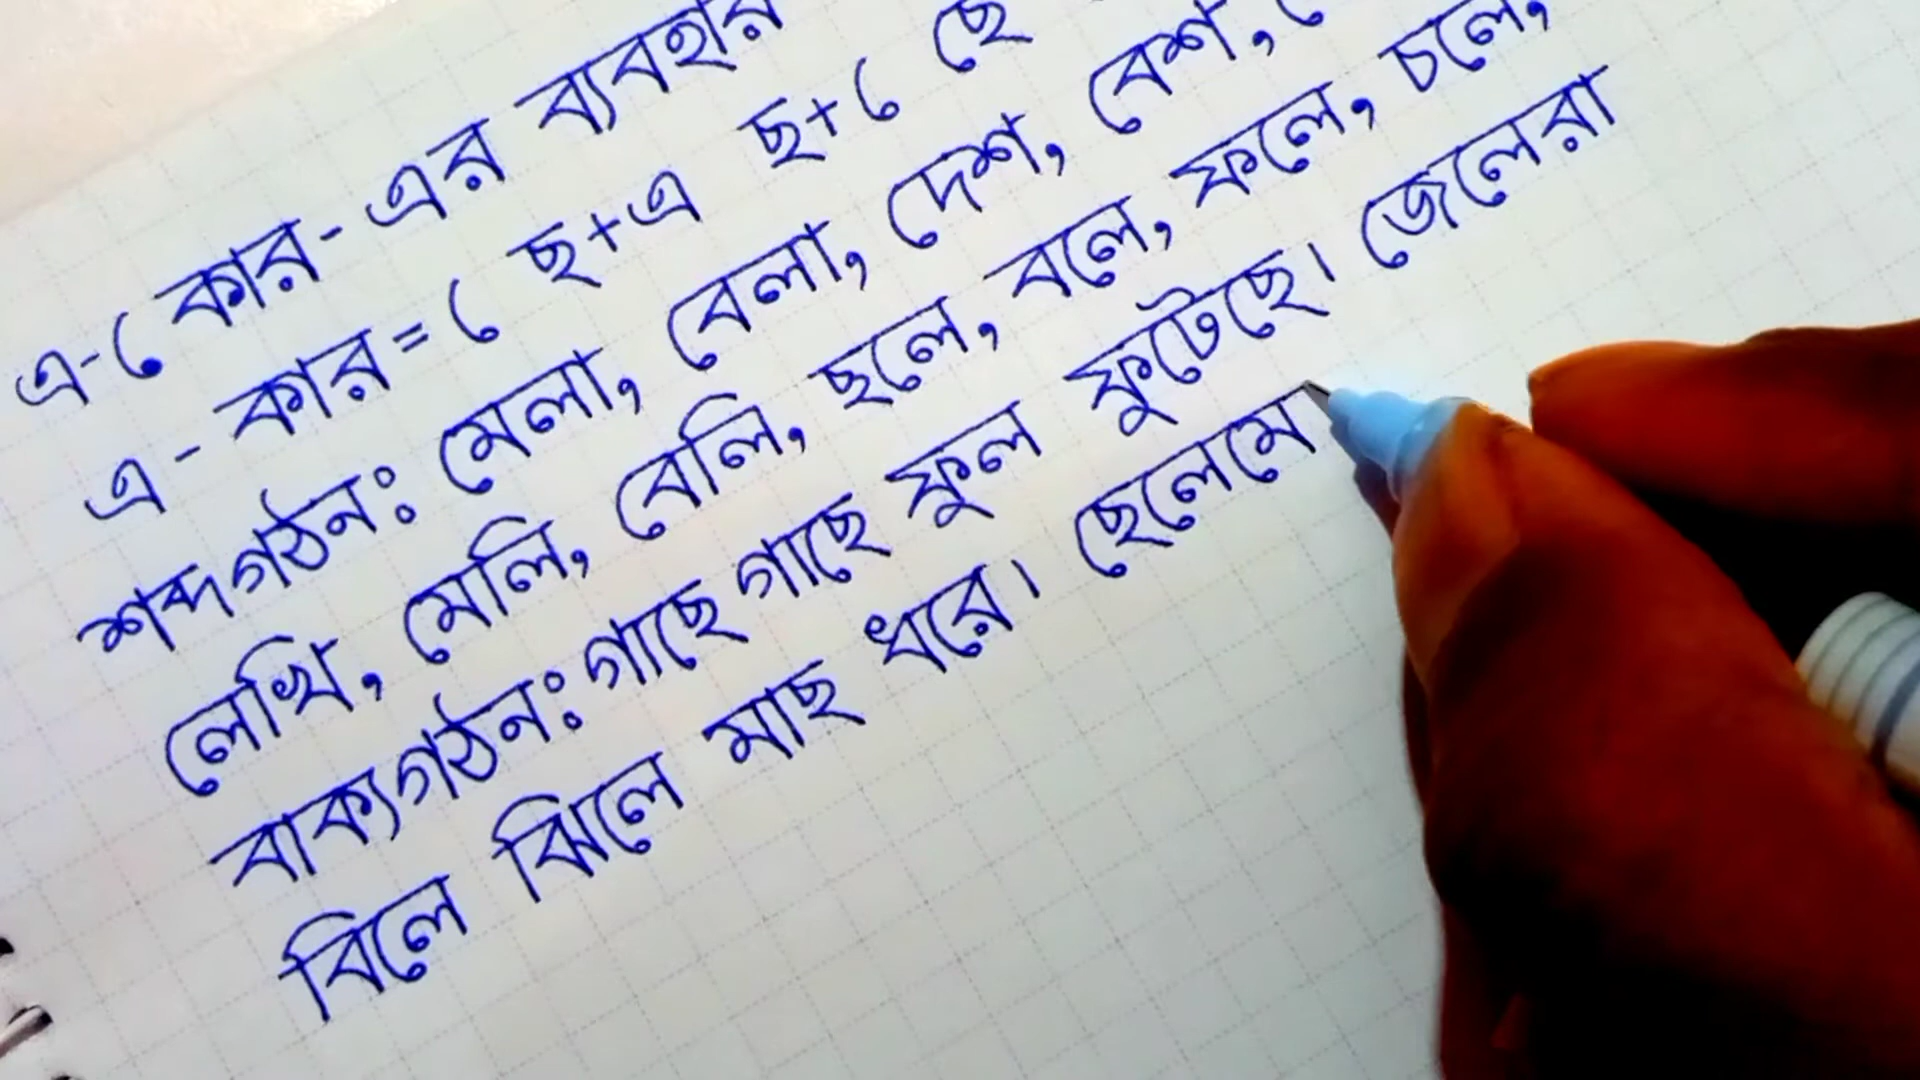 এ-ে কার-এর ব্যবহার
এ - কার = ে ছ+এ ছ+ে ছে
শব্দগঠনঃ মেলা, বেলা, দেশ, বেশ,
লেখি, মেলি, বেলি, ছলে, বলে, ফলে, চলে,
বাক্যগঠনঃ গাছে গাছে ফুল ফুটেছে। জেলেরা
বিলে ঝিলে মাছ ধরে। ছেলেমে